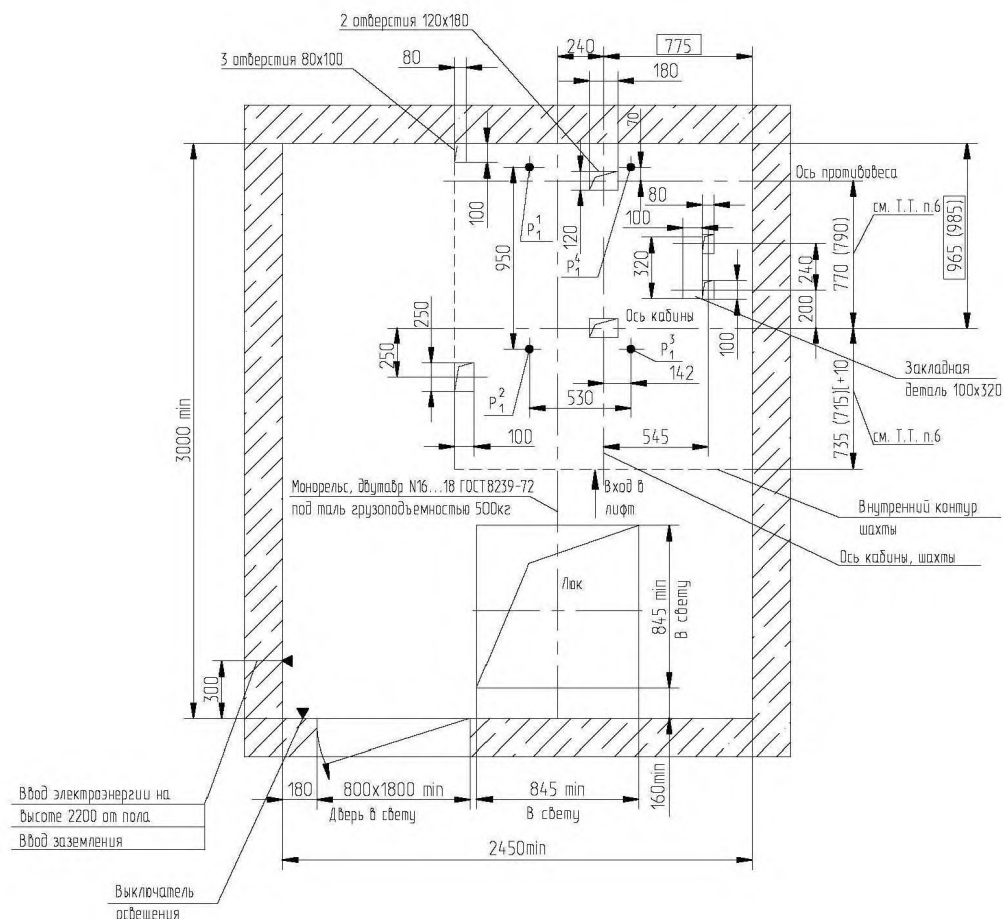 2 отверстия 120х180
3 отверстия 80х100
80
240
775
180
70
Ось противовеса
80
см. Т.Т. п.6
100
100
120
P₁¹
P₁⁴
950
320
240
770 (790)
965 (985)
200
100
Ось кабины
250
250
P₁²
P₁³
142
530
100
545
Закладная
деталь 100х320
735 (715)(+10
см. Т.Т. п.6
3000 min
Монорельс, двутавр N16...18 ГОСТ8239-72
под таль грузоподъемностью 500кг
Вход в
лифт
Внутренний контур
шахты
Ось кабины, шахты
Люк
845 min
В свету
300
160min
180
800х1800 min
Дверь в свету
845 min
В свету
2450min
Ввод электроэнергии на
высоте 2200 от пола
Ввод заземления
Выключатель
освещения